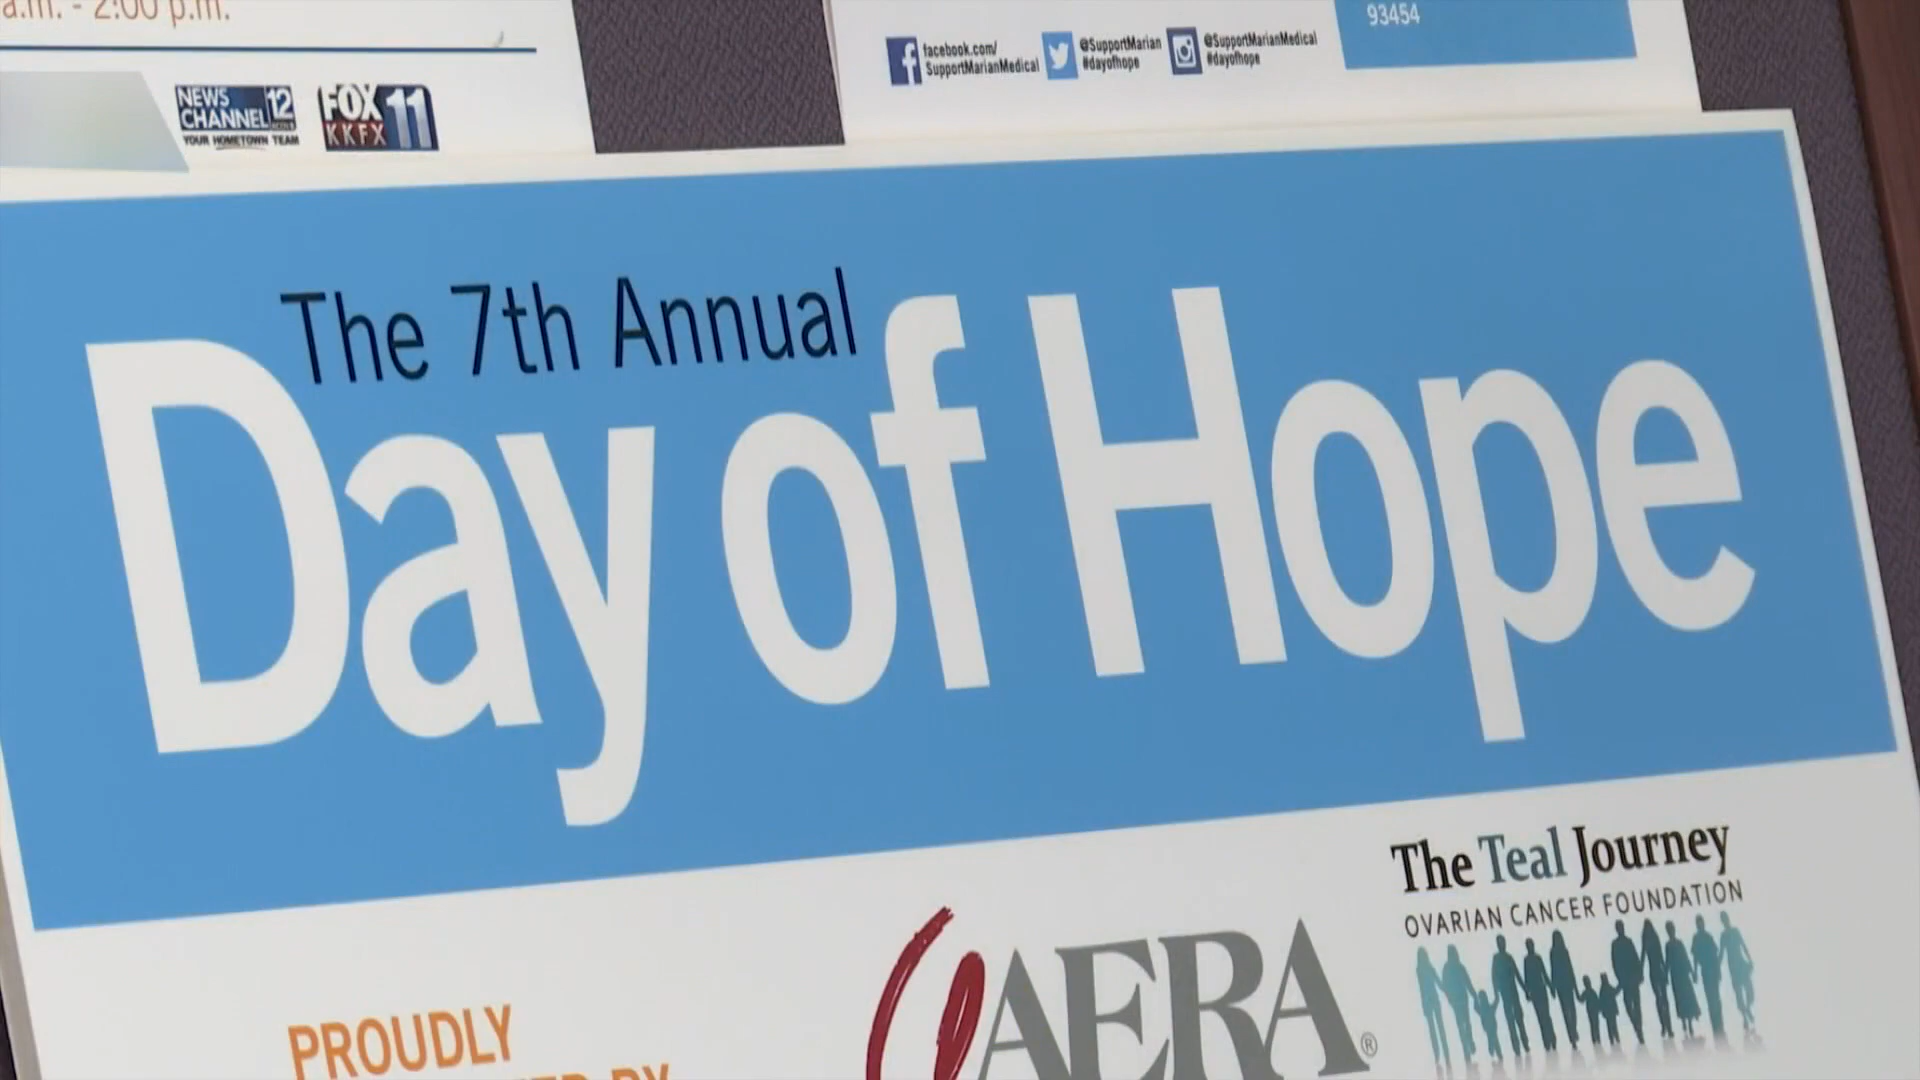 a.m. - 2:00 p.m.
93454
facebook.com/
SupportMarianMedical
@SupportMarian
#dayofhope
@SupportMarianMedical
#dayofhope
NEWS
CHANNEL 12
YOUR HOMETOWN TEAM
FOX 11
KKFX
The 7th Annual
Day of Hope
The Teal Journey
OVARIAN CANCER FOUNDATION
AERA®
PROUDLY
BY